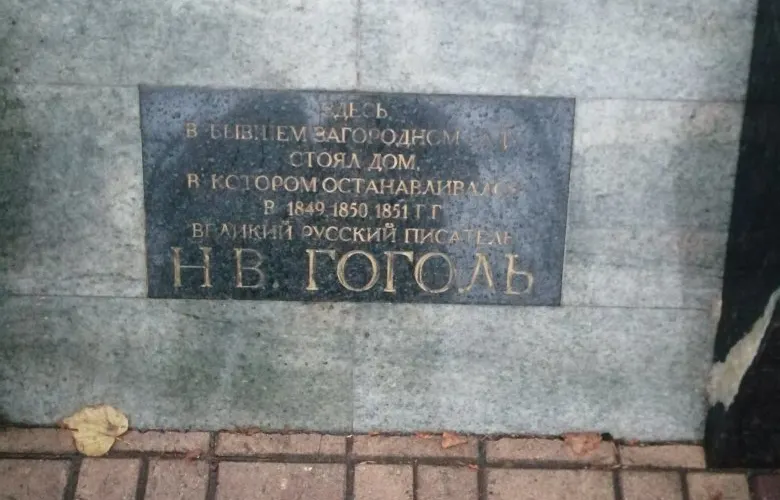 ЗДЕСЬ,
В БЫВШЕМ ЗАГОРОДНОМ
СТОЯЛ ДОМ,
В КОТОРОМ ОСТАНАВЛИВАЛСЯ
В 1849, 1850, 1851 Г Г
ВЕЛИКИЙ РУССКИЙ ПИСАТЕЛЬ
Н В. ГОГОЛЬ